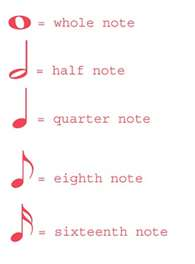 = whole note
= half note
= quarter note
= eighth note
= sixteenth note